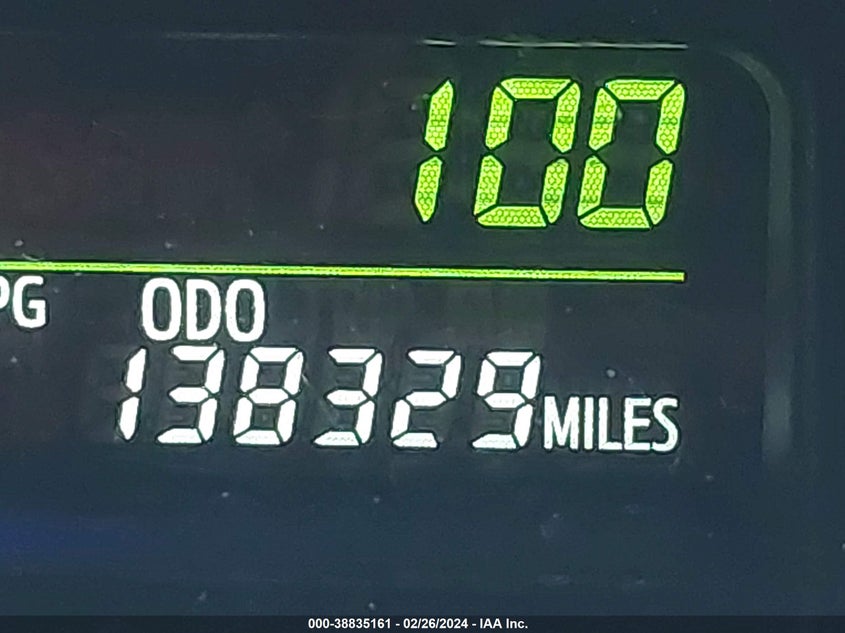 100
PG ODO
138329 MILES
000-38835161 - 02/26/2024 - IAA Inc.